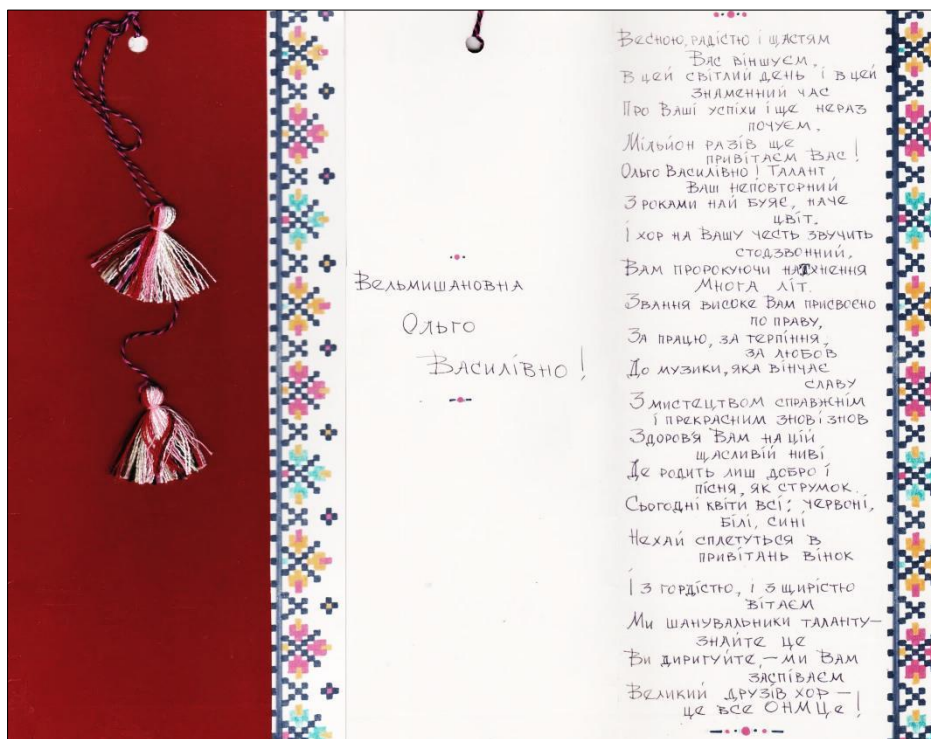 Вельмишановна
Ольго
Василівно!
Весною, радістю і щастям
Вас віншуєм.
В цей світлий день і в цей
знаменний час
Про Ваші успіхи і ще нераз
почуєм.
Мільйон разів ще
привітаєм Вас!
Ольго Василівно! Талант
Ваш неповторний
З роками най буяє, наче
цвіт.
І хор на Вашу честь звучить
стодзвонний,
Вам пророкуючи натхнення
Многа літ.
Звання високе Вам присвоєно
по праву,
За працю, за терпіння,
за любов
До музики, яка вінчає
славу
З мистецтвом справжнім
і прекрасним знов і знов
Здоров'я Вам на цій
щасливій ниві
Де родить лиш добро і
пісня, як струмок.
Сьогодні квіти всі: червоні,
білі, сині
Нехай сплетуться в
привітань вінок
І з гордістю, і з щирістю
вітаєм
Ми шанувальники таланту –
знайте це
Ви диригуйте, – ми Вам
заспіваєм
Великий друзів хор –
це все ОНМЦе!